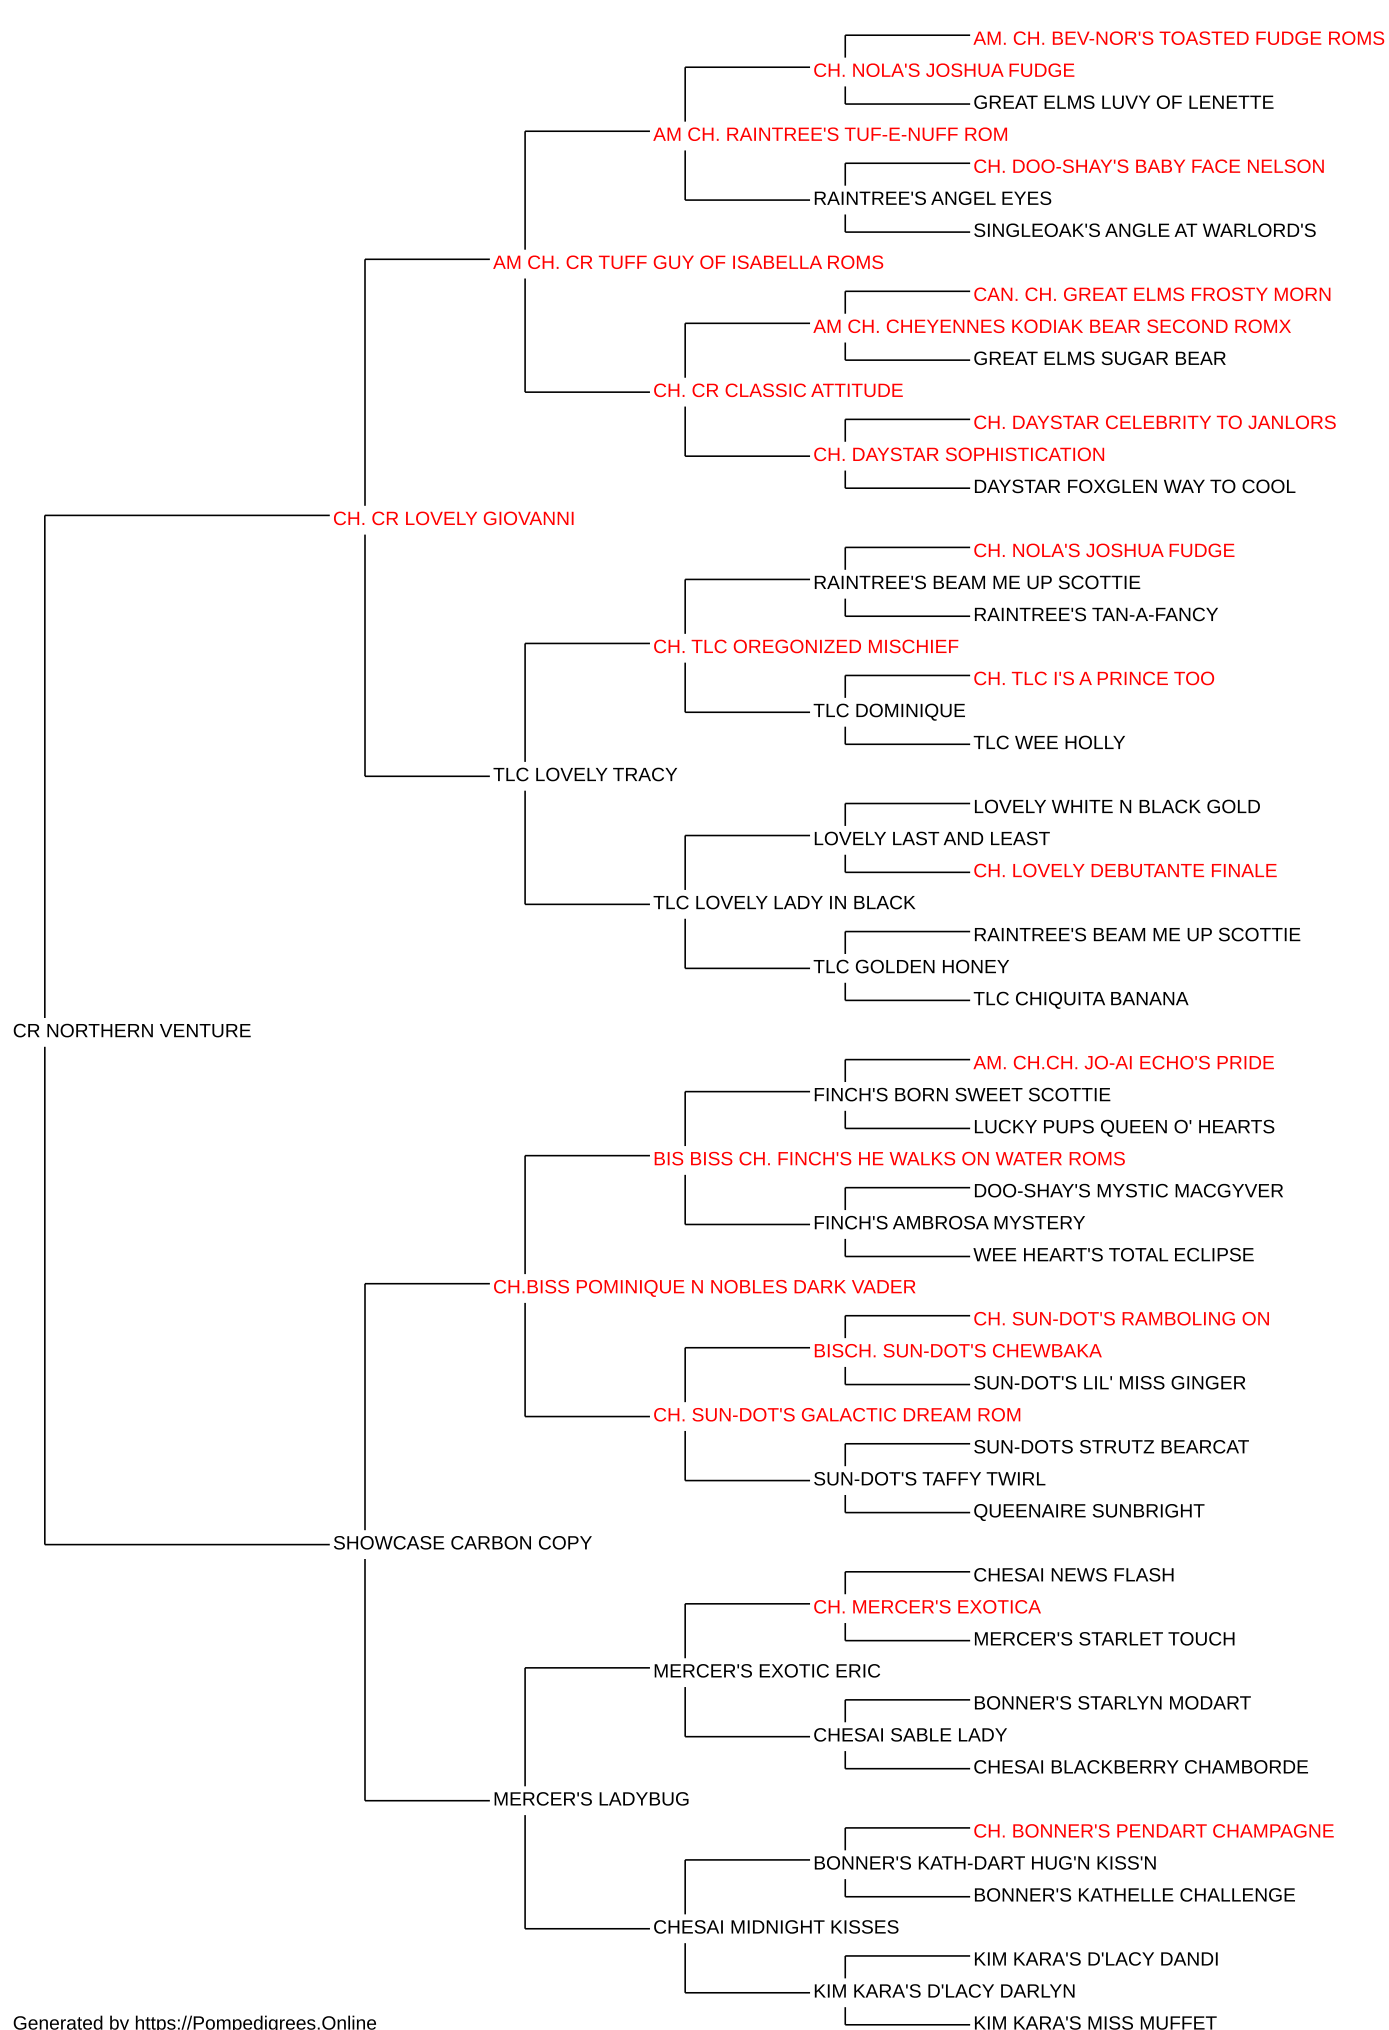 AM. CH. BEV-NOR'S TOASTED FUDGE ROMS
CH. NOLA'S JOSHUA FUDGE
GREAT ELMS LUVY OF LENETTE
AM CH. RAINTREE'S TUF-E-NUFF ROM
CH. DOO-SHAY'S BABY FACE NELSON
RAINTREE'S ANGEL EYES
SINGLEOAK'S ANGLE AT WARLORD'S
AM CH. CR TUFF GUY OF ISABELLA ROMS
CAN. CH. GREAT ELMS FROSTY MORN
AM CH. CHEYENNES KODIAK BEAR SECOND ROMX
GREAT ELMS SUGAR BEAR
CH. CR CLASSIC ATTITUDE
CH. DAYSTAR CELEBRITY TO JANLORS
CH. DAYSTAR SOPHISTICATION
DAYSTAR FOXGLEN WAY TO COOL
CH. CR LOVELY GIOVANNI
CH. NOLA'S JOSHUA FUDGE
RAINTREE'S BEAM ME UP SCOTTIE
RAINTREE'S TAN-A-FANCY
CH. TLC OREGONIZED MISCHIEF
CH. TLC I'S A PRINCE TOO
TLC DOMINIQUE
TLC WEE HOLLY
TLC LOVELY TRACY
LOVELY WHITE N BLACK GOLD
LOVELY LAST AND LEAST
CH. LOVELY DEBUTANTE FINALE
TLC LOVELY LADY IN BLACK
RAINTREE'S BEAM ME UP SCOTTIE
TLC GOLDEN HONEY
TLC CHIQUITA BANANA
CR NORTHERN VENTURE
AM. CH.CH. JO-AI ECHO'S PRIDE
FINCH'S BORN SWEET SCOTTIE
LUCKY PUPS QUEEN O' HEARTS
BIS BISS CH. FINCH'S HE WALKS ON WATER ROMS
DOO-SHAY'S MYSTIC MACGYVER
FINCH'S AMBROSA MYSTERY
WEE HEART'S TOTAL ECLIPSE
CH.BISS POMINIQUE N NOBLES DARK VADER
CH. SUN-DOT'S RAMBOLING ON
BISCH. SUN-DOT'S CHEWBAKA
SUN-DOT'S LIL' MISS GINGER
CH. SUN-DOT'S GALACTIC DREAM ROM
SUN-DOTS STRUTZ BEARCAT
SUN-DOT'S TAFFY TWIRL
QUEENAIRE SUNBRIGHT
SHOWCASE CARBON COPY
CHESAI NEWS FLASH
CH. MERCER'S EXOTICA
MERCER'S STARLET TOUCH
MERCER'S EXOTIC ERIC
BONNER'S STARLYN MODART
CHESAI SABLE LADY
CHESAI BLACKBERRY CHAMBORDE
MERCER'S LADYBUG
CH. BONNER'S PENDART CHAMPAGNE
BONNER'S KATH-DART HUG'N KISS'N
BONNER'S KATHELLE CHALLENGE
CHESAI MIDNIGHT KISSES
KIM KARA'S D'LACY DANDI
KIM KARA'S D'LACY DARLYN
KIM KARA'S MISS MUFFET
Generated by https://Pompedigrees.Online